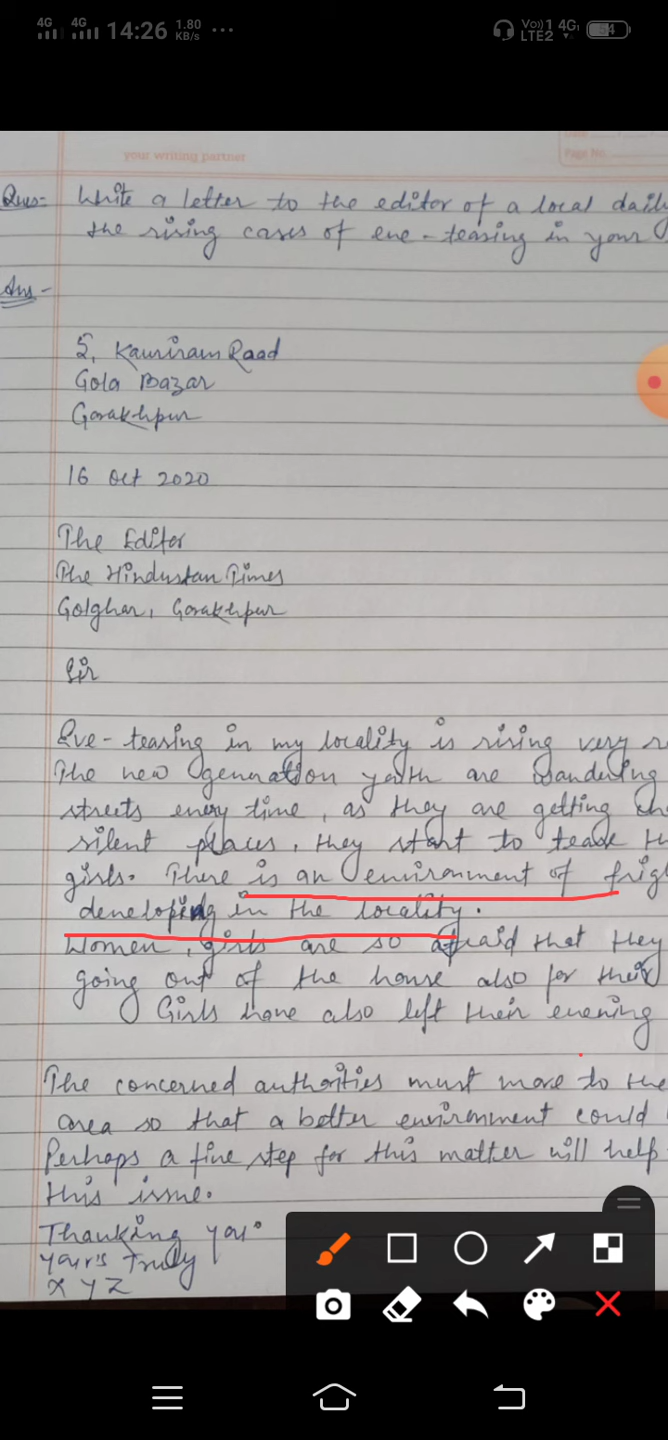 4G 4G 14:26 1.80 KB/s ... Vo)) 1 4G LTE2 54
your writing partner
Page No.
Ques- Write a letter to the editor of a local daily
the rising cases of eve-teasing in your
Ans-
5, Kauriram Road
Gola Bazar
Gorakhpur
16 Oct 2020
The Editor
The Hindustan Times
Golghar, Gorakhpur
Sir
Eve-teasing in my locality is rising very
The new generation youth are wandering
streets every time, as they are getting
silent places, they start to tease
girls. There is an environment of frig
developing in the locality.
Women, girls are so afraid that they
going out of the house also for their
Girls have also left their evening
The concerned authorities must move to the
area so that a better environment could
Perhaps a fine step for this matter will help
this issue.
Thanking you
Your's Truly
X Y Z